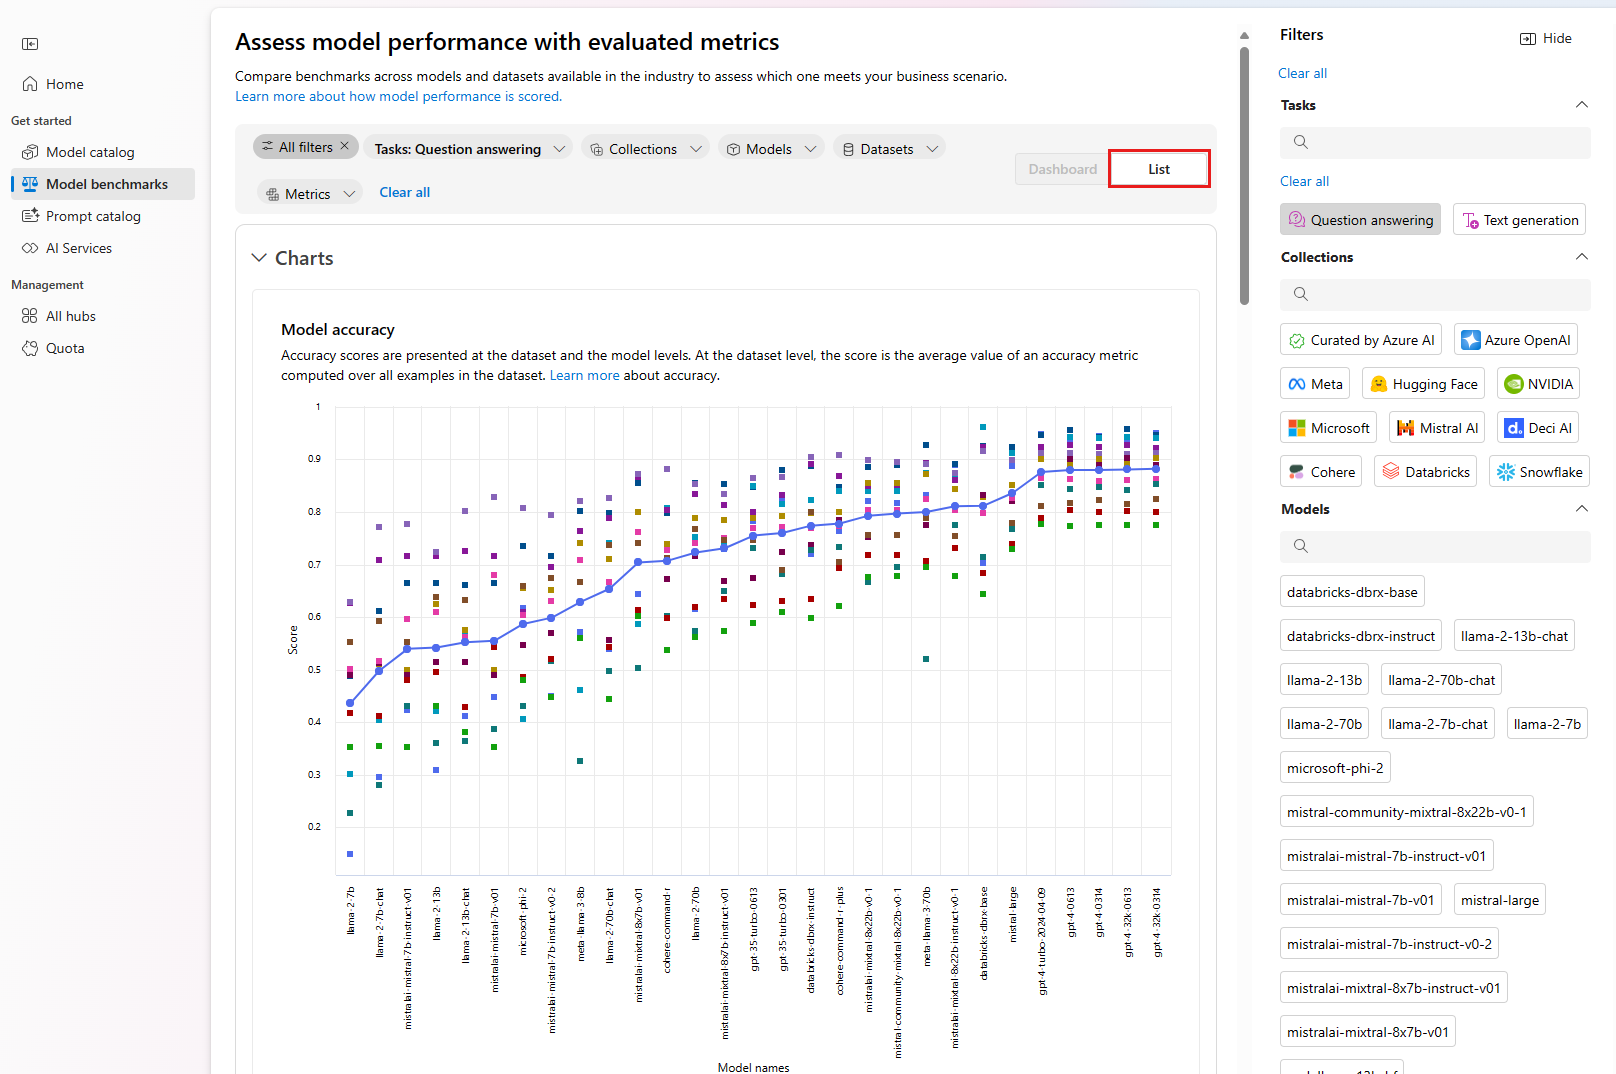 Home
Get started
Model catalog
Model benchmarks
Prompt catalog
AI Services
Management
All hubs
Quota
Assess model performance with evaluated metrics
Compare benchmarks across models and datasets available in the industry to assess which one meets your business scenario.
Learn more about how model performance is scored.
All filters
Tasks: Question answering
Collections
Models
Datasets
Metrics
Clear all
Dashboard
List
Charts
Model accuracy
Accuracy scores are presented at the dataset and the model levels. At the dataset level, the score is the average value of an accuracy metric
computed over all examples in the dataset. Learn more about accuracy.
1
0.9
0.8
0.7
0.6
0.5
0.4
0.3
0.2
Score
llama-2-7b
llama-2-7b-chat
mistralai-mistral-7b-instruct-v01
llama-2-13b
llama-2-13b-chat
mistralai-mistral-7b-v01
microsoft-phi-2
mistralai-mistral-7b-instruct-v0-2
meta-llama-3-8b
llama-2-70b-chat
mistralai-mixtral-8x7b-v01
cohere-command-r
llama-2-70b
mistralai-mixtral-8x7b-instruct-v01
gpt-35-turbo-0613
gpt-35-turbo-0301
databricks-dbrx-instruct
cohere-command-r-plus
mistralai-mixtral-8x22b-v0-1
mistral-community-mixtral-8x22b-v0-1
meta-llama-3-70b
mistralai-mixtral-8x22b-instruct-v0-1
databricks-dbrx-base
mistral-large
gpt-4-turbo-2024-04-09
gpt-4-0613
gpt-4-0314
gpt-4-32k-0613
gpt-4-32k-0314
Model names
Filters
Hide
Clear all
Tasks
Clear all
Question answering
Text generation
Collections
Curated by Azure AI
Azure OpenAI
Meta
Hugging Face
NVIDIA
Microsoft
Mistral AI
Deci AI
Cohere
Databricks
Snowflake
Models
databricks-dbrx-base
databricks-dbrx-instruct
llama-2-13b-chat
llama-2-13b
llama-2-70b-chat
llama-2-70b
llama-2-7b-chat
llama-2-7b
microsoft-phi-2
mistral-community-mixtral-8x22b-v0-1
mistralai-mistral-7b-instruct-v01
mistralai-mistral-7b-v01
mistral-large
mistralai-mistral-7b-instruct-v0-2
mistralai-mixtral-8x7b-instruct-v01
mistralai-mixtral-8x7b-v01